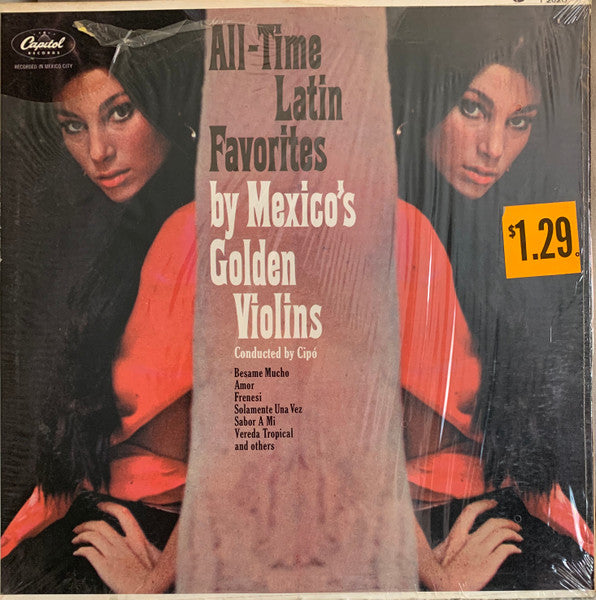 Capitol
RECORDS
RECORDED IN MEXICO CITY
All-Time
Latin
Favorites
by Mexico's
Golden
Violins
Conducted by Cipó
Besame Mucho
Amor
Frenesi
Solamente Una Vez
Sabor A Mi
Vereda Tropical
and others
$1.29